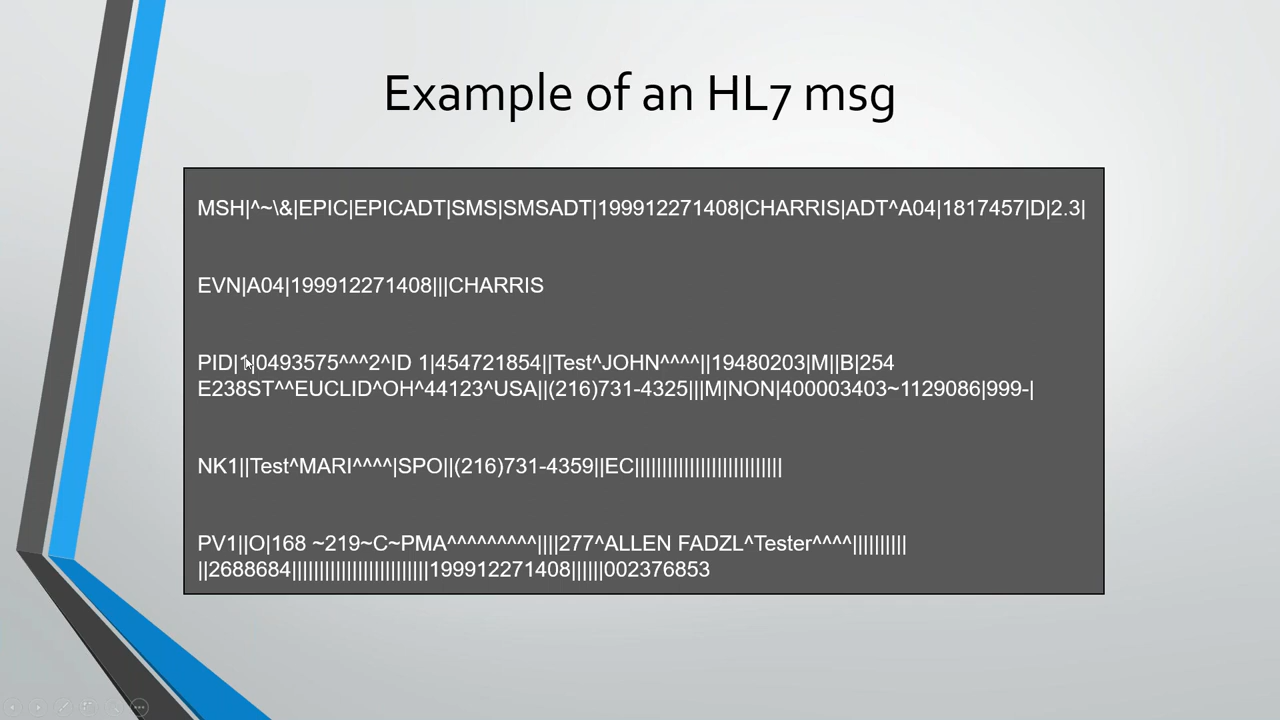 Example of an HL7 msg
MSH|^~\&|EPIC|EPICADT|SMS|SMSADT|199912271408|CHARRIS|ADT^A04|1817457|D|2.3|
EVN|A04|199912271408|||CHARRIS
PID|1|0493575^^^2^ID 1|454721854||Test^JOHN^^^^||19480203|M||B|254
E238ST^^EUCLID^OH^44123^USA||(216)731-4325|||M|NON|400003403~1129086|999-|
NK1||Test^MARI^^^^|SPO||(216)731-4359||EC|||||||||||||||||||||||||||
PV1||O|168 ~219~C~PMA^^^^^^^^^||||277^ALLEN FADZL^Tester^^^^||||||||||
||2688684|||||||||||||||||||||||||199912271408||||||002376853